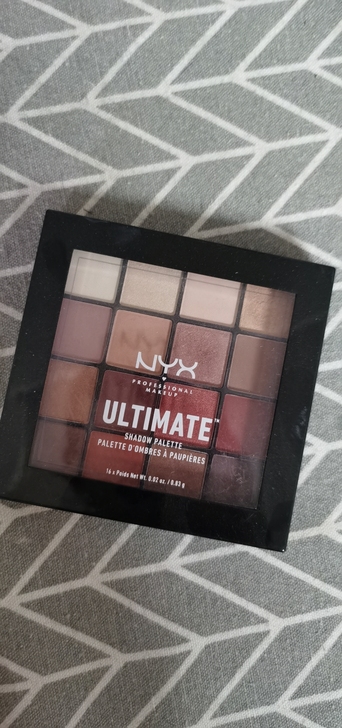 NYX
PROFESSIONAL
MAKEUP
ULTIMATE™
SHADOW PALETTE
PALETTE D'OMBRES À PAUPIÈRES
16 x Poids Net Wt. 0.02 oz. / 0.83 g